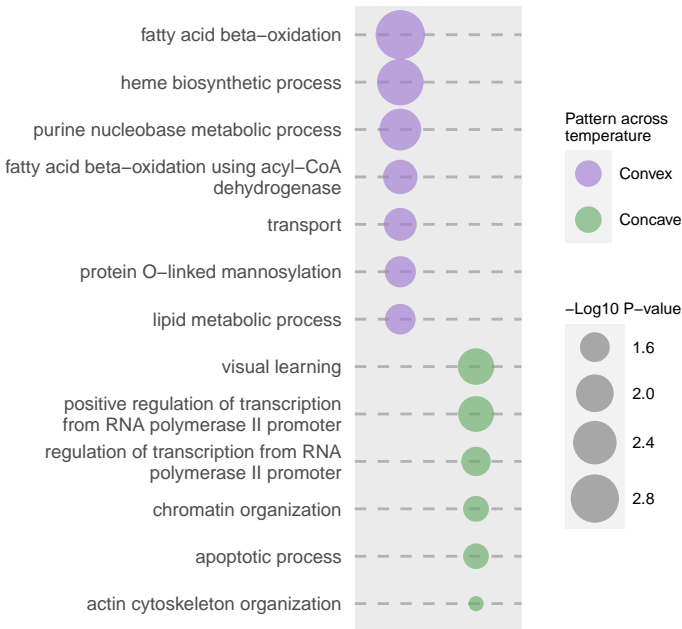 fatty acid beta−oxidation
heme biosynthetic process
purine nucleobase metabolic process
fatty acid beta−oxidation using acyl−CoA
dehydrogenase
transport
protein O−linked mannosylation
lipid metabolic process
visual learning
positive regulation of transcription
from RNA polymerase II promoter
regulation of transcription from RNA
polymerase II promoter
chromatin organization
apoptotic process
actin cytoskeleton organization
Pattern across
temperature
Convex
Concave
−Log10 P−value
1.6
2.0
2.4
2.8